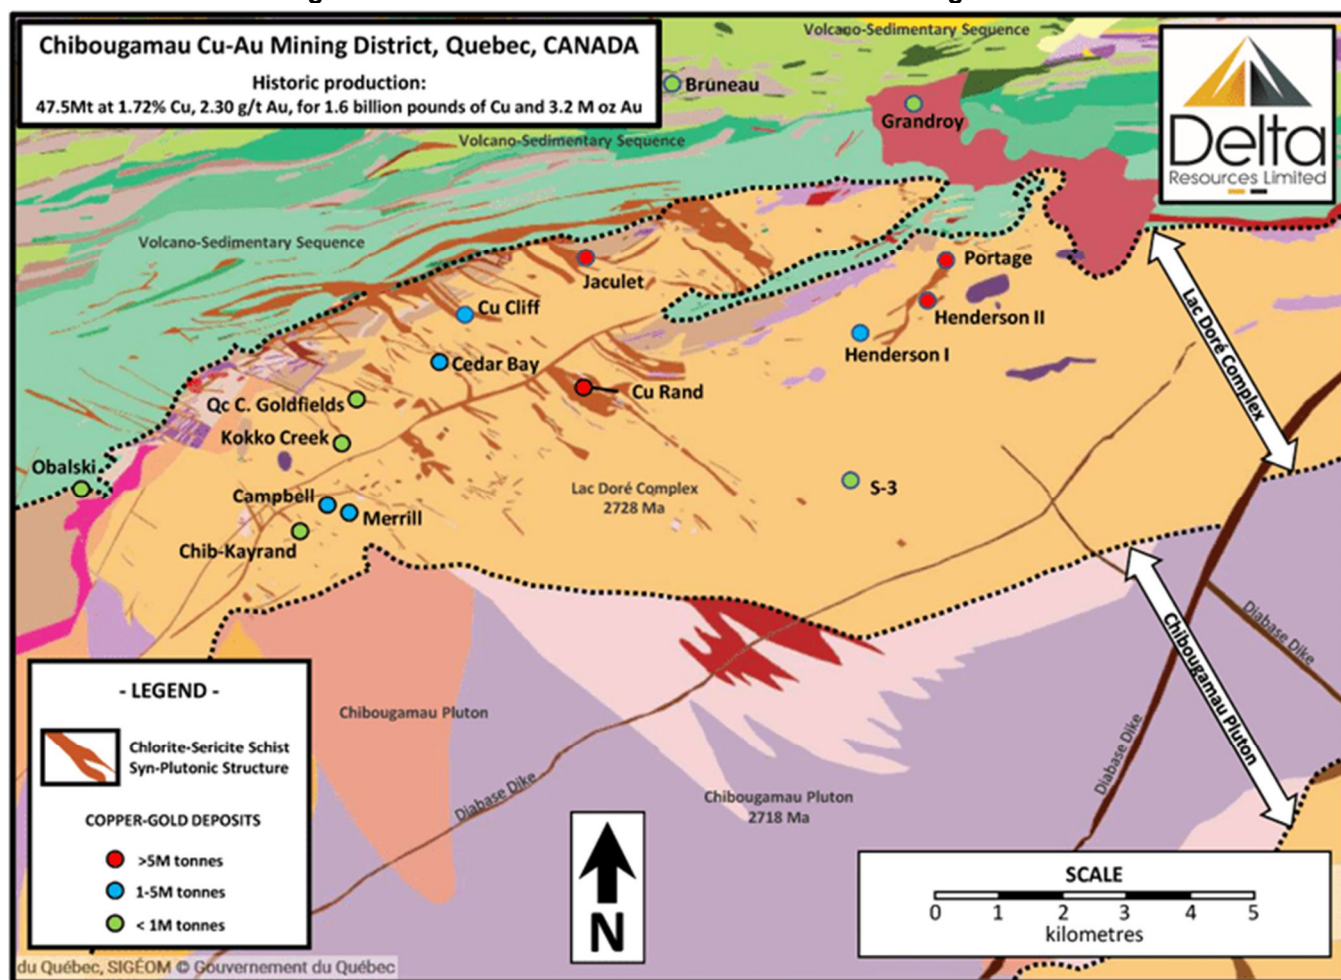 Chibougamau Cu-Au Mining District, Quebec, CANADA
Historic production:
47.5Mt at 1.72% Cu, 2.30 g/t Au, for 1.6 billion pounds of Cu and 3.2 M oz Au
Volcano-Sedimentary Sequence
Bruneau
Grandroy
Delta
Resources Limited
Volcano-Sedimentary Sequence
Volcano-Sedimentary Sequence
Jaculet
Portage
Cu Cliff
Henderson II
Henderson I
Cedar Bay
Cu Rand
Lac Doré Complex
Qc C. Goldfields
Kokko Creek
Obalski
Campbell
Merrill
Chib-Kayrand
Lac Doré Complex
2728 Ma
S-3
Chibougamau Pluton
Diabase Dike
Chibougamau Pluton
Diabase Dike
Diabase Dike
Chibougamau Pluton
2718 Ma
- LEGEND -
Chlorite-Sericite Schist
Syn-Plutonic Structure
COPPER-GOLD DEPOSITS
>5M tonnes
1-5M tonnes
< 1M tonnes
N
SCALE
0 1 2 3 4 5
kilometres
du Québec, SIGÉOM © Gouvernement du Québec